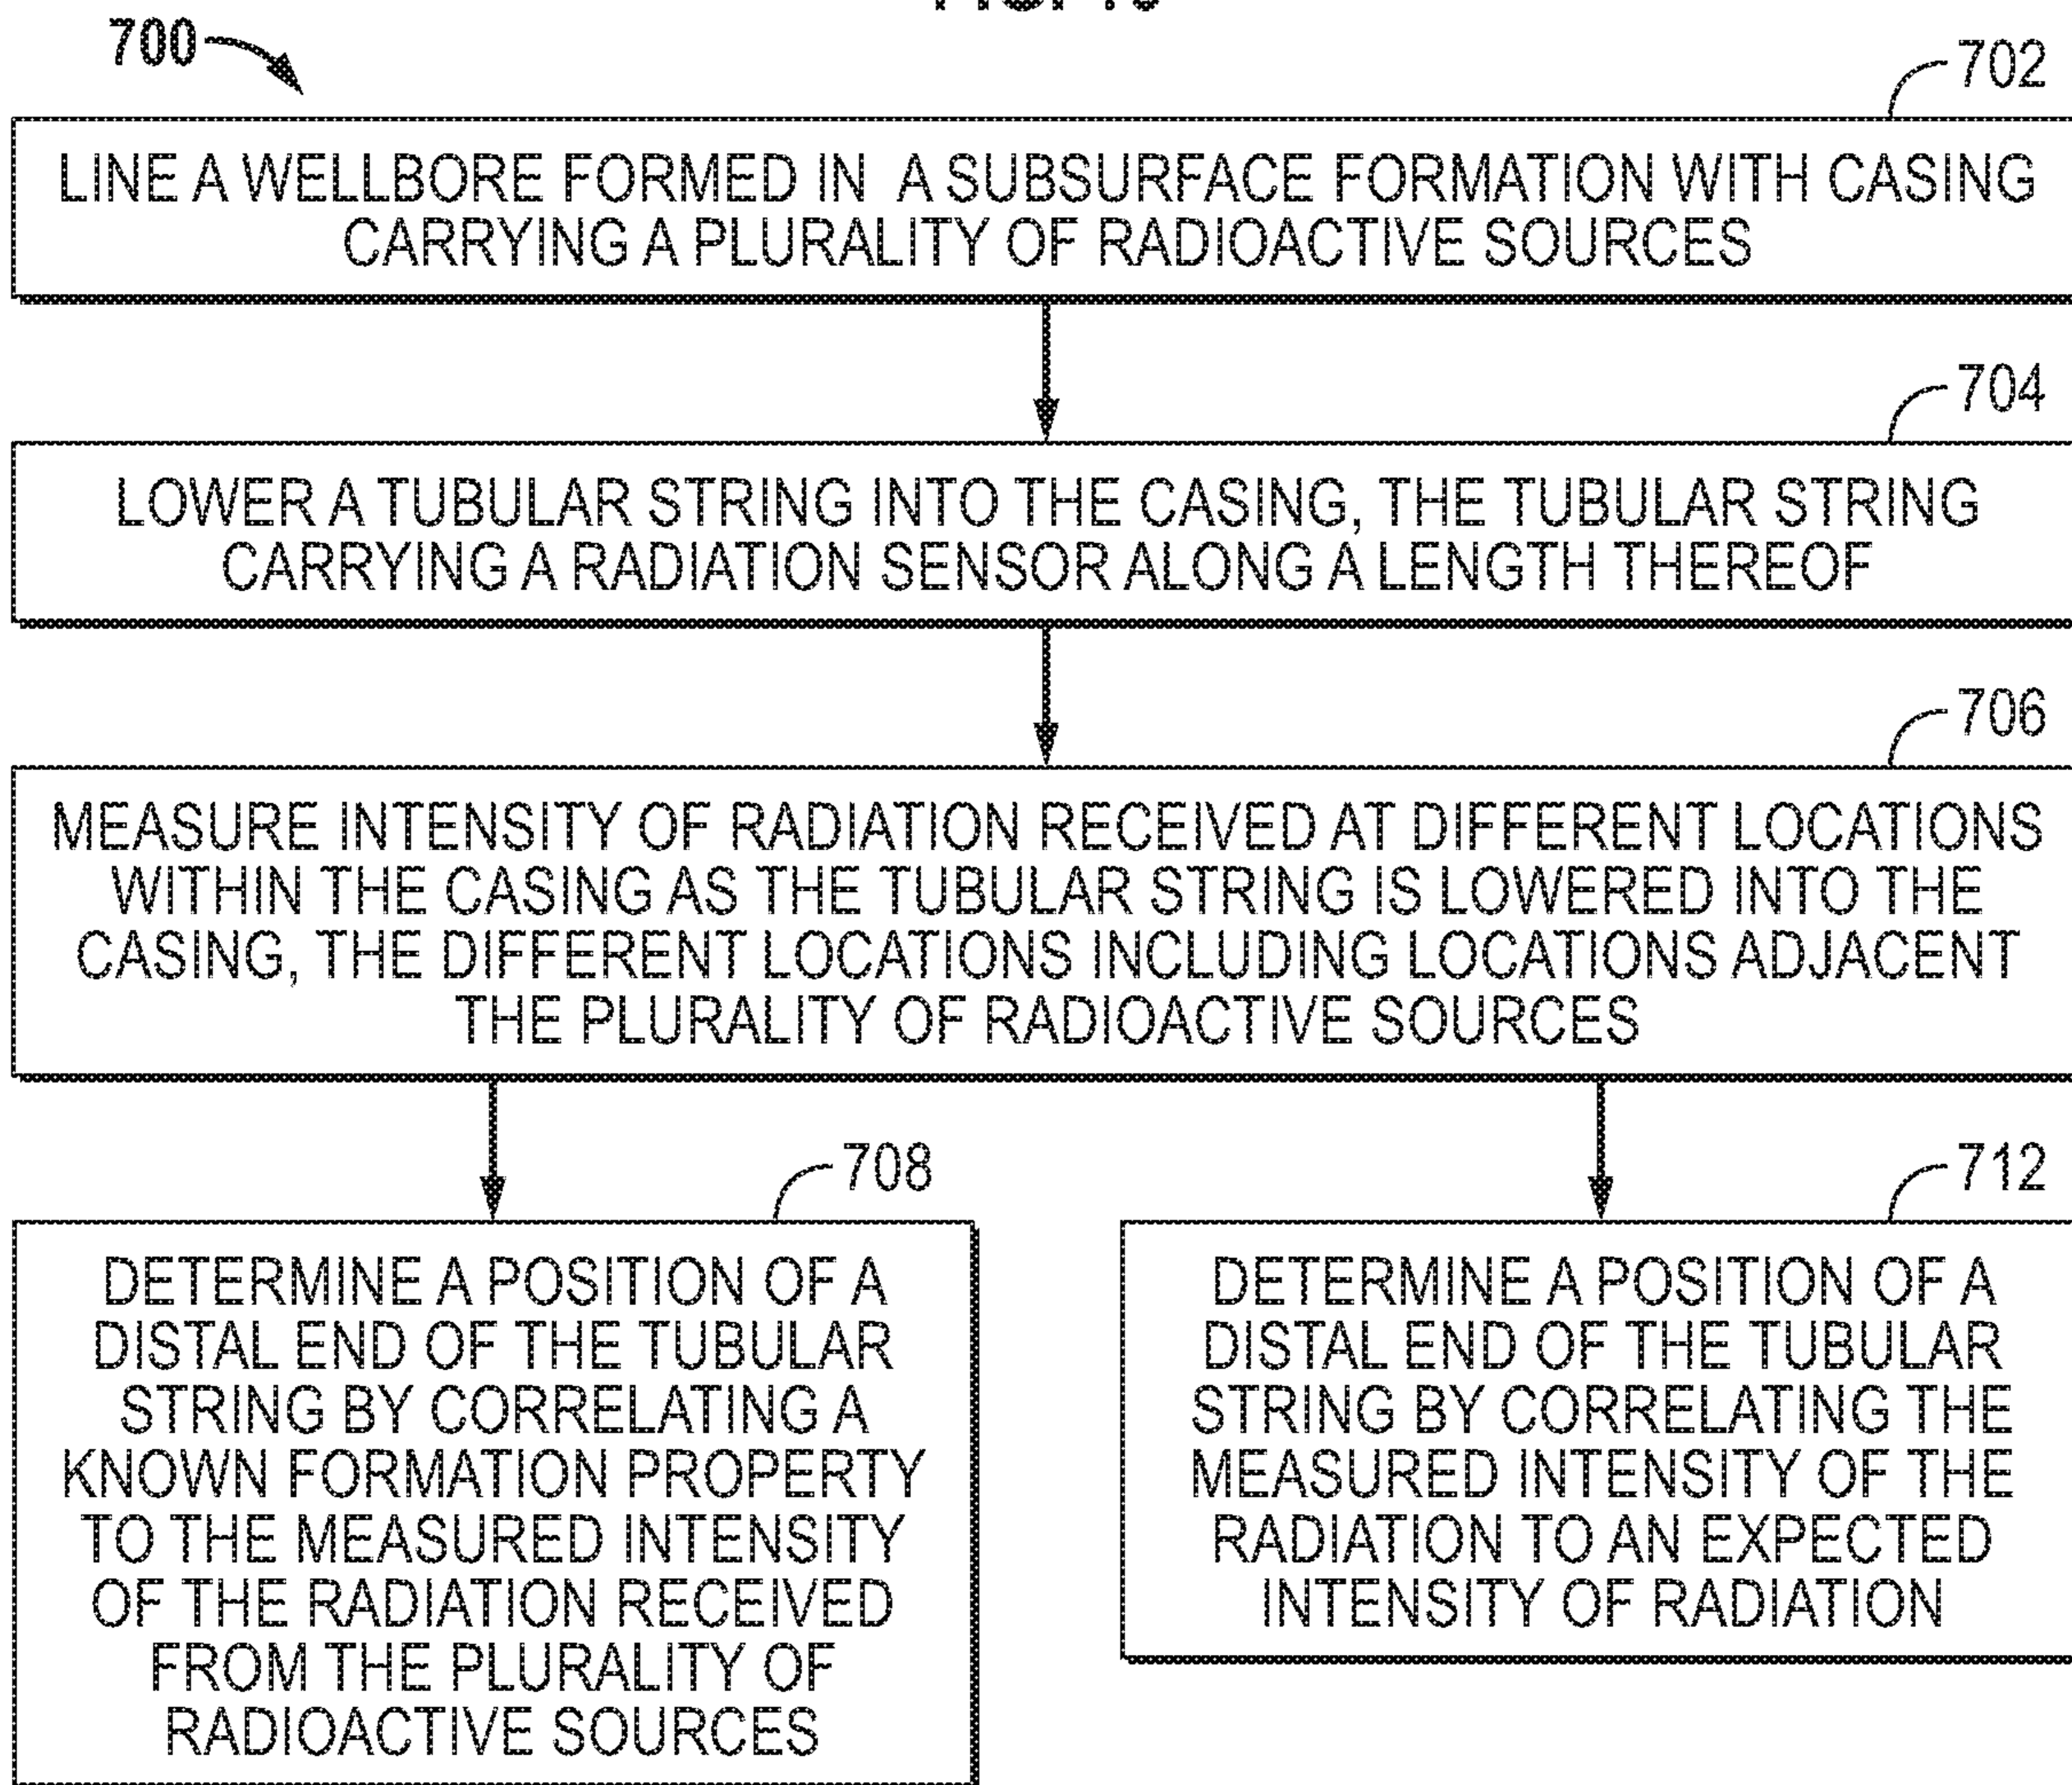 700
702
LINE A WELLBORE FORMED IN A SUBSURFACE FORMATION WITH CASING
CARRYING A PLURALITY OF RADIOACTIVE SOURCES
704
LOWER A TUBULAR STRING INTO THE CASING, THE TUBULAR STRING
CARRYING A RADIATION SENSOR ALONG A LENGTH THEREOF
706
MEASURE INTENSITY OF RADIATION RECEIVED AT DIFFERENT LOCATIONS
WITHIN THE CASING AS THE TUBULAR STRING IS LOWERED INTO THE
CASING, THE DIFFERENT LOCATIONS INCLUDING LOCATIONS ADJACENT
THE PLURALITY OF RADIOACTIVE SOURCES
708
DETERMINE A POSITION OF A
DISTAL END OF THE TUBULAR
STRING BY CORRELATING A
KNOWN FORMATION PROPERTY
TO THE MEASURED INTENSITY
OF THE RADIATION RECEIVED
FROM THE PLURALITY OF
RADIOACTIVE SOURCES
712
DETERMINE A POSITION OF A
DISTAL END OF THE TUBULAR
STRING BY CORRELATING THE
MEASURED INTENSITY OF THE
RADIATION TO AN EXPECTED
INTENSITY OF RADIATION